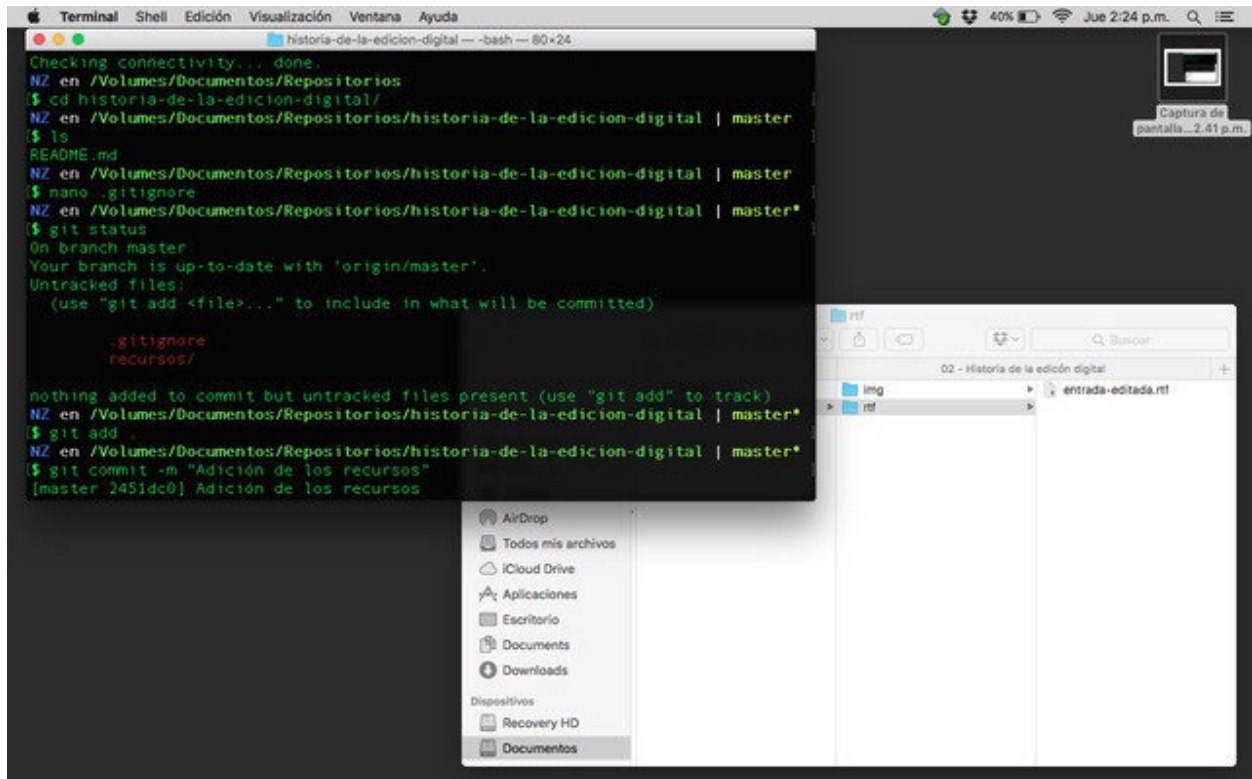 Terminal Shell Edición Visualización Ventana Ayuda 40% Jue 2:24 p.m.
historia-de-la-edicion-digital — -bash — 80×24
Checking connectivity... done.
NZ en /Volumes/Documentos/Repositorios
$ cd historia-de-la-edicion-digital/
NZ en /Volumes/Documentos/Repositorios/historia-de-la-edicion-digital | master
$ ls
README.md
NZ en /Volumes/Documentos/Repositorios/historia-de-la-edicion-digital | master
$ nano .gitignore
NZ en /Volumes/Documentos/Repositorios/historia-de-la-edicion-digital | master*
$ git status
On branch master
Your branch is up-to-date with 'origin/master'.
Untracked files:
(use "git add <file>..." to include in what will be committed)
.gitignore
recursos/
nothing added to commit but untracked files present (use "git add" to track)
NZ en /Volumes/Documentos/Repositorios/historia-de-la-edicion-digital | master*
$ git add .
NZ en /Volumes/Documentos/Repositorios/historia-de-la-edicion-digital | master*
$ git commit -m "Adición de los recursos"
[master 2451dc0] Adición de los recursos
Captura de
pantalla...2.41 p.m.
rtf
Buscar
02 - Historia de la edicón digital
img
entrada-editada.rtf
rtf
AirDrop
Todos mis archivos
iCloud Drive
Aplicaciones
Escritorio
Documents
Downloads
Dispositivos
Recovery HD
Documentos